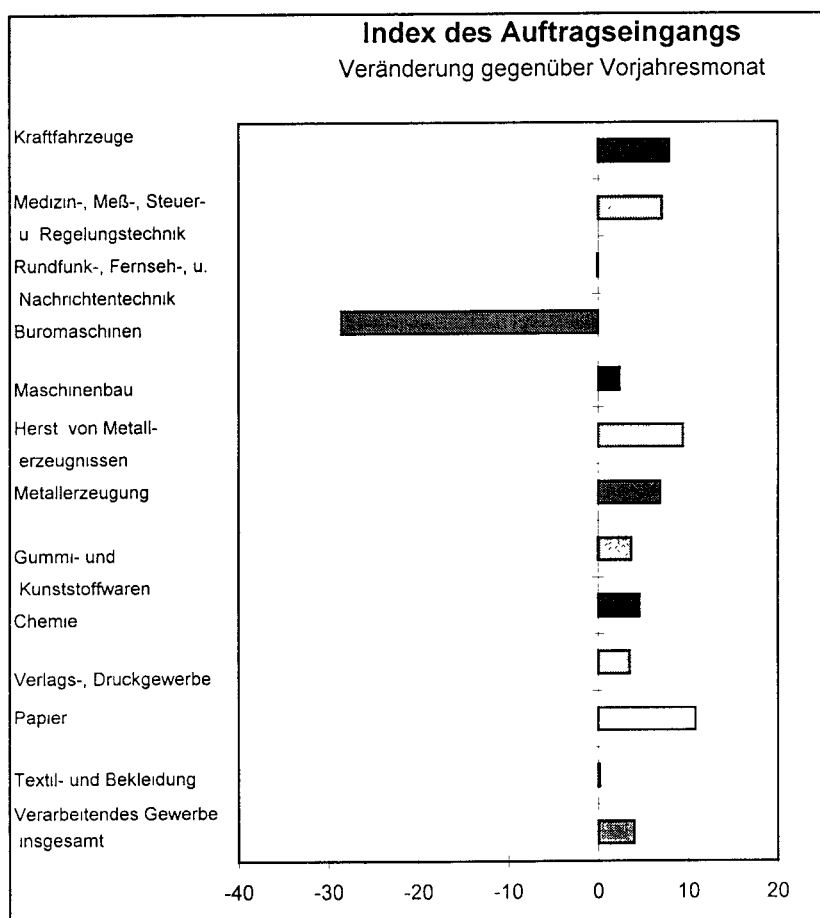 Index des Auftragseingangs
Veränderung gegenüber Vorjahresmonat
Kraftfahrzeuge
Medizin-, Meß-, Steuer-
u Regelungstechnik
Rundfunk-, Fernseh-, u.
Nachrichtentechnik
Buromaschinen
Maschinenbau
Herst von Metall-
erzeugnissen
Metallerzeugung
Gummi- und
Kunststoffwaren
Chemie
Verlags-, Druckgewerbe
Papier
Textil- und Bekleidung
Verarbeitendes Gewerbe
insgesamt
-40 -30 -20 -10 0 10 20